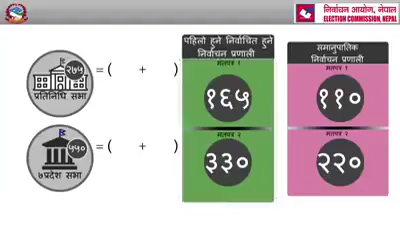 निर्वाचन आयोग, नेपाल
ELECTION COMMISSION, NEPAL
पहिलो हुने निर्वाचित हुने
निर्वाचन प्रणाली
समानुपातिक
निर्वाचन प्रणाली
२७५
प्रतिनिधि सभा
= ( + )
मतपत्र १
१६५
मतपत्र १
११०
५५०
७प्रदेश सभा
= ( + )
मतपत्र २
३३०
मतपत्र २
२२०